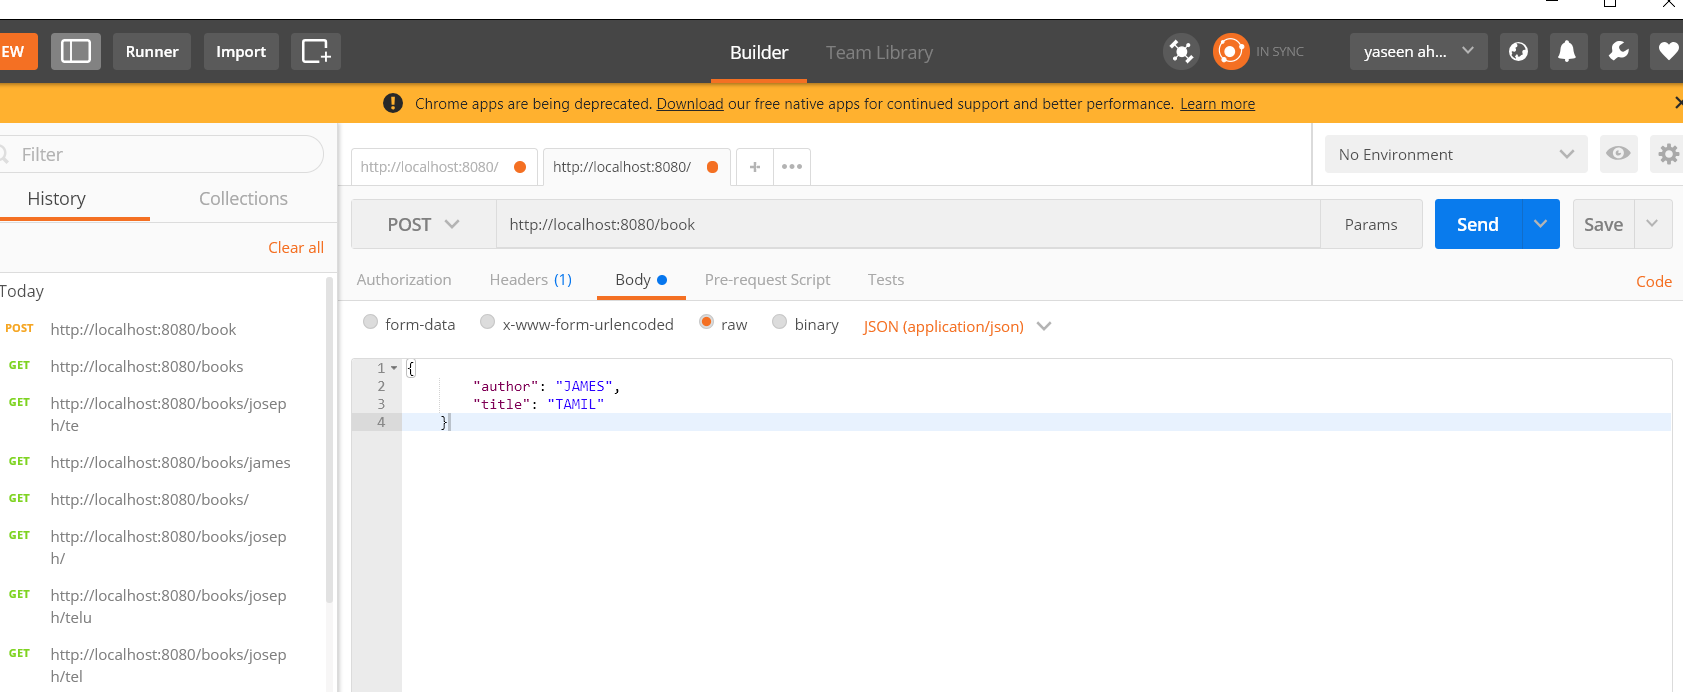 EW
Runner
Import
Builder
Team Library
IN SYNC
yaseen ah...
Chrome apps are being deprecated. Download our free native apps for continued support and better performance. Learn more
Filter
History
Collections
Clear all
Today
POST http://localhost:8080/book
GET http://localhost:8080/books
GET http://localhost:8080/books/josep
h/te
GET http://localhost:8080/books/james
GET http://localhost:8080/books/
GET http://localhost:8080/books/josep
h/
GET http://localhost:8080/books/josep
h/telu
GET http://localhost:8080/books/josep
h/tel
http://localhost:8080/
http://localhost:8080/
No Environment
POST
http://localhost:8080/book
Params
Send
Save
Authorization
Headers (1)
Body
Pre-request Script
Tests
Code
form-data
x-www-form-urlencoded
raw
binary
JSON (application/json)
1 {
2 "author": "JAMES",
3 "title": "TAMIL"
4 }